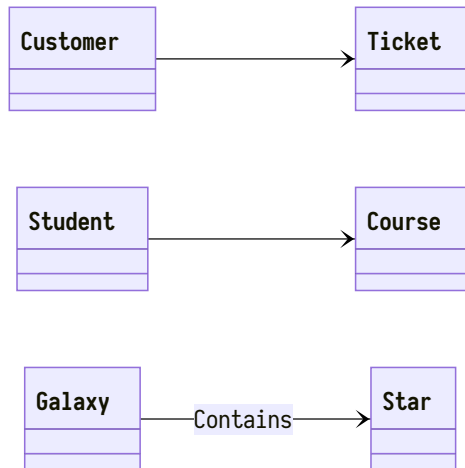 Customer
Ticket
Student
Course
Galaxy
Contains
Star